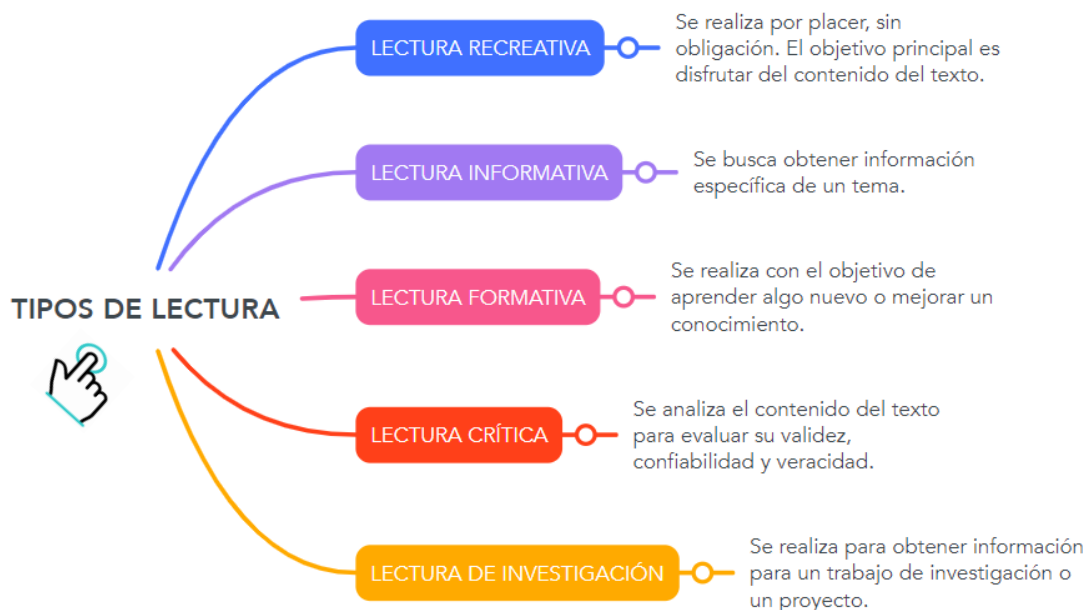 TIPOS DE LECTURA
LECTURA RECREATIVA
Se realiza por placer, sin
obligación. El objetivo principal es
disfrutar del contenido del texto.
LECTURA INFORMATIVA
Se busca obtener información
específica de un tema.
LECTURA FORMATIVA
Se realiza con el objetivo de
aprender algo nuevo o mejorar un
conocimiento.
LECTURA CRÍTICA
Se analiza el contenido del texto
para evaluar su validez,
confiabilidad y veracidad.
LECTURA DE INVESTIGACIÓN
Se realiza para obtener información
para un trabajo de investigación o
un proyecto.